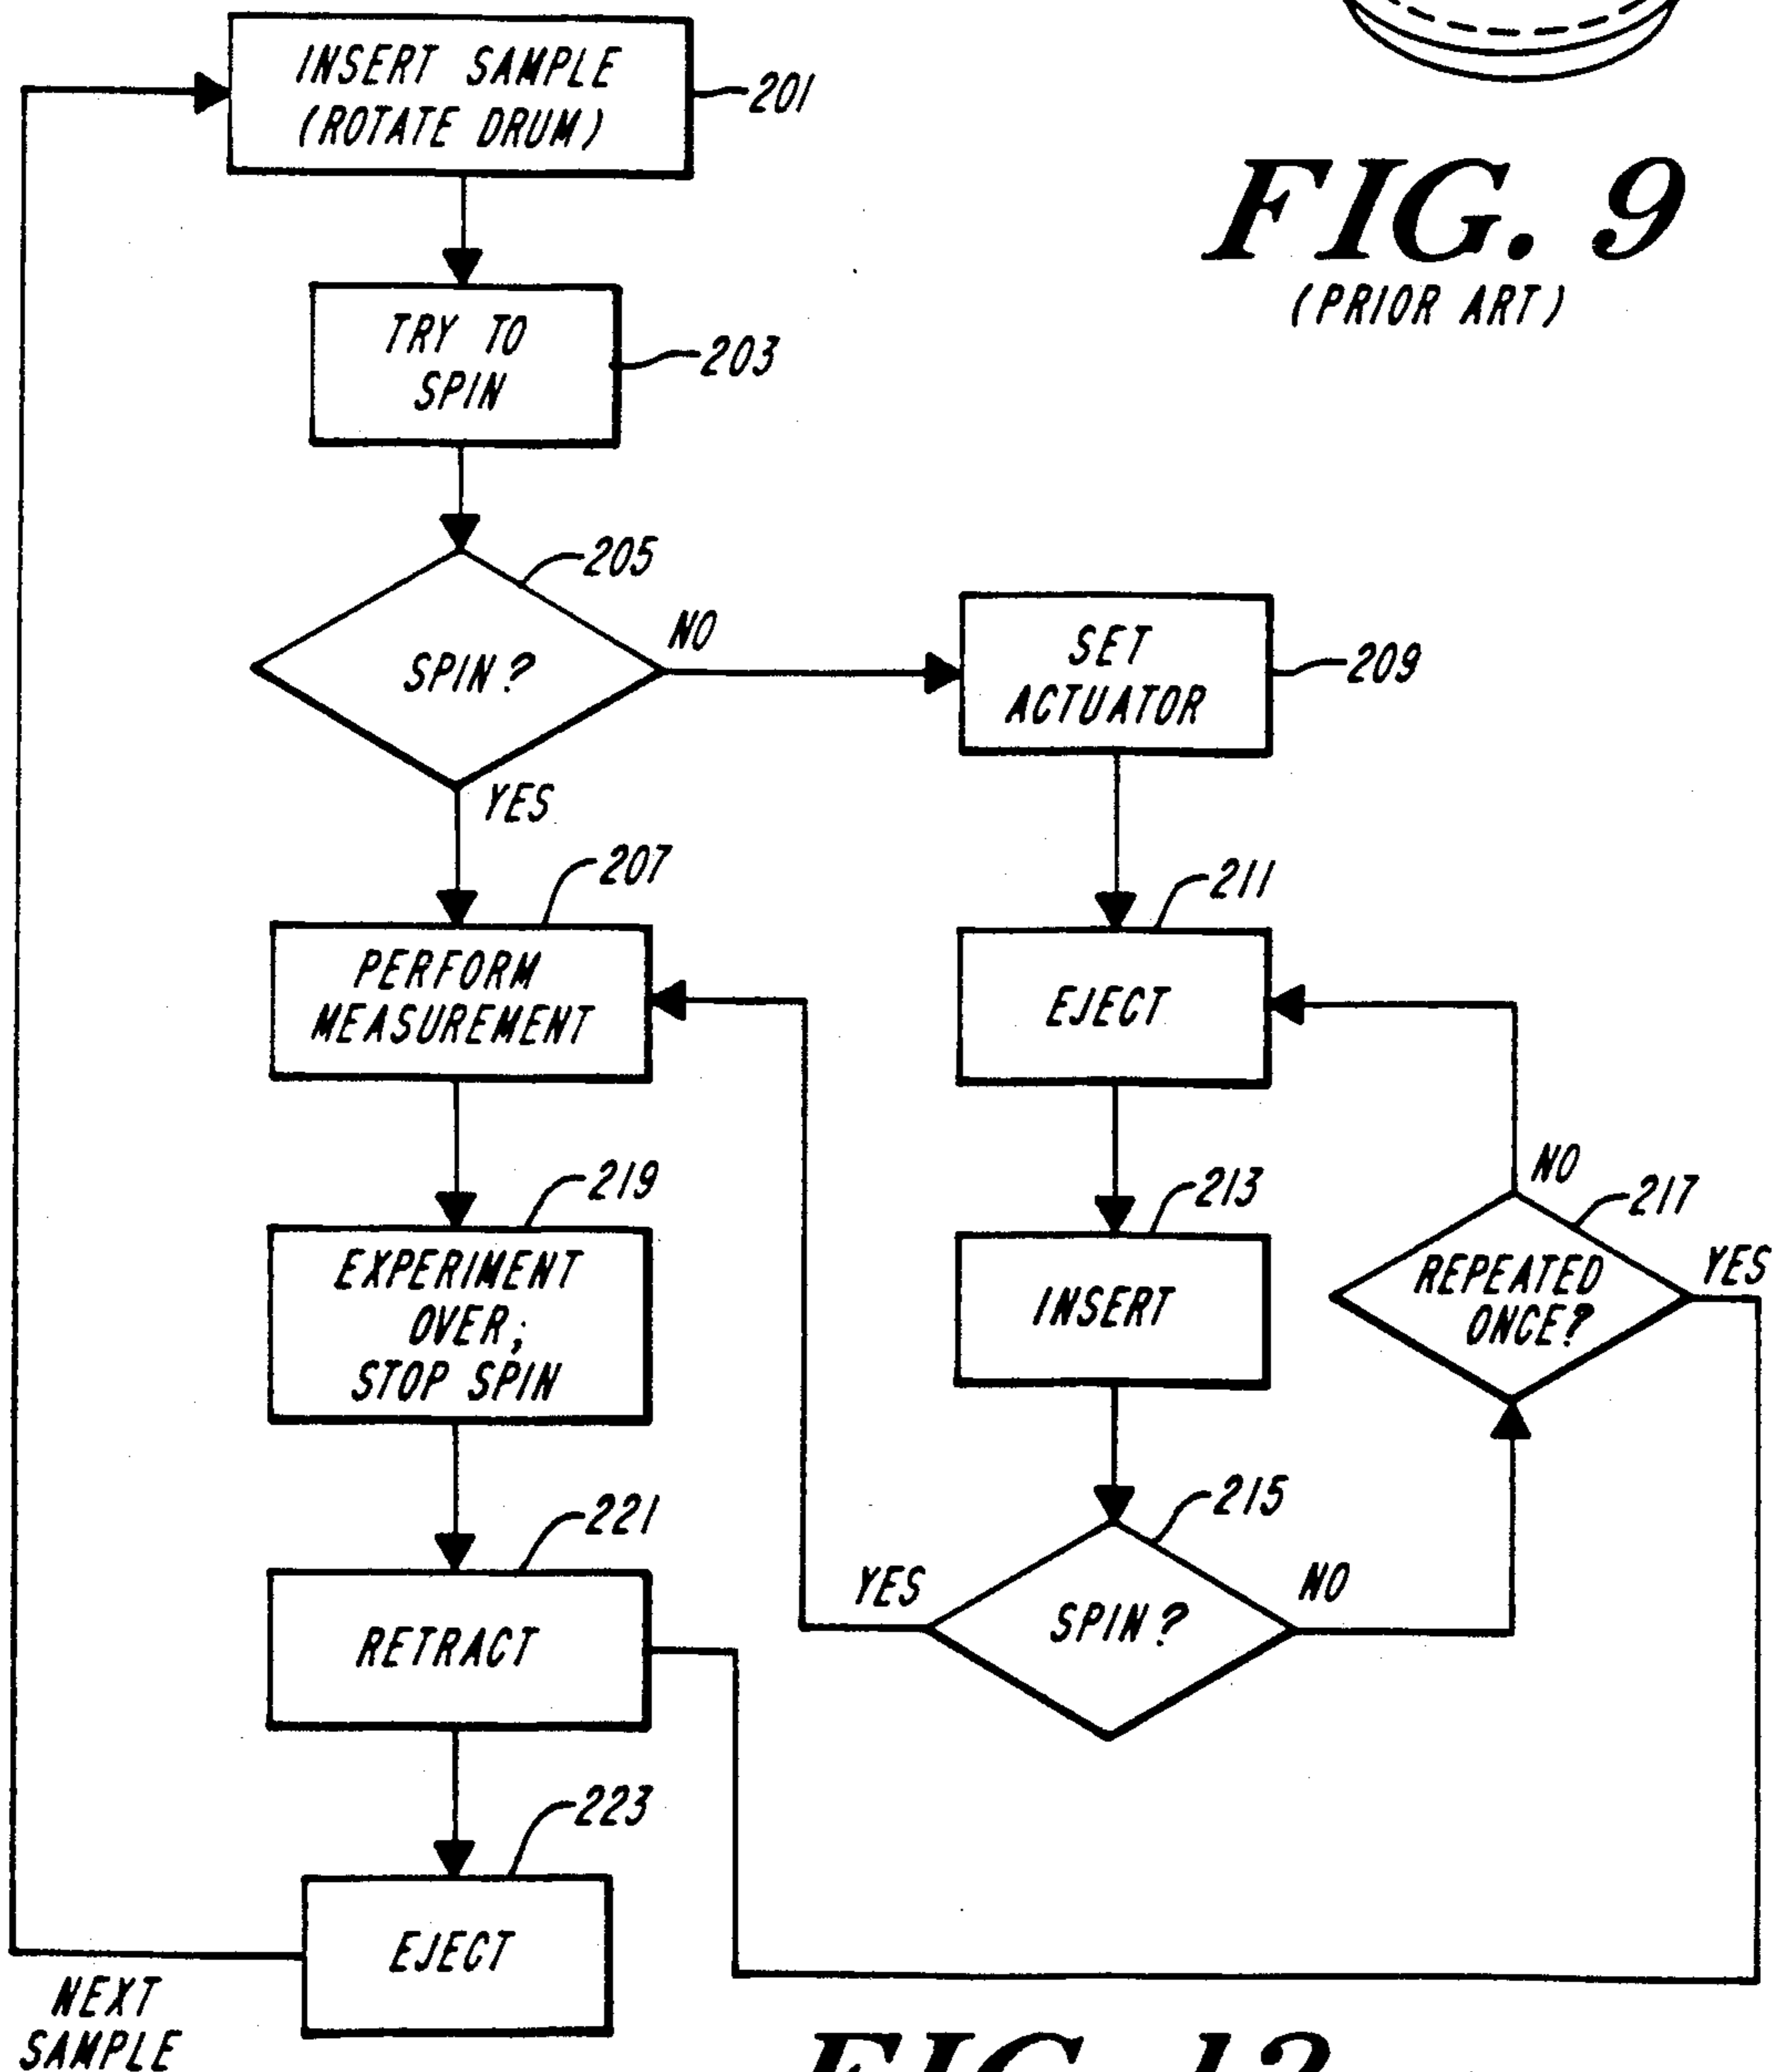 INSERT SAMPLE
(ROTATE DRUM)
201
FIG. 9
(PRIOR ART)
TRY TO
SPIN
203
205
SPIN?
NO
YES
SET
ACTUATOR
209
207
PERFORM
MEASUREMENT
211
EJECT
219
EXPERIMENT
OVER;
STOP SPIN
213
INSERT
NO
217
REPEATED
ONCE?
YES
221
RETRACT
215
YES
SPIN?
NO
223
EJECT
NEXT
SAMPLE
FIG.